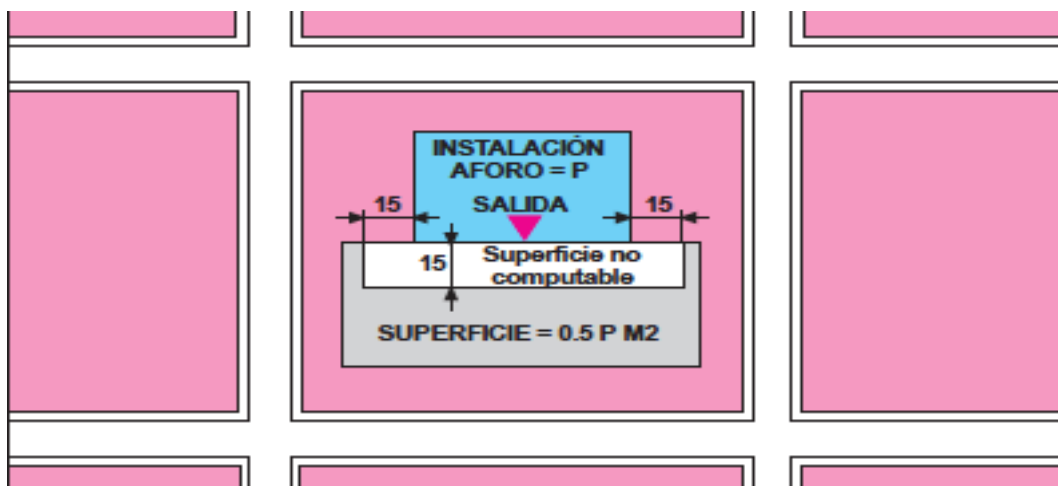 INSTALACIÓN
AFORO = P
15
SALIDA
15
15
Superficie no
computable
SUPERFICIE = 0.5 P M2